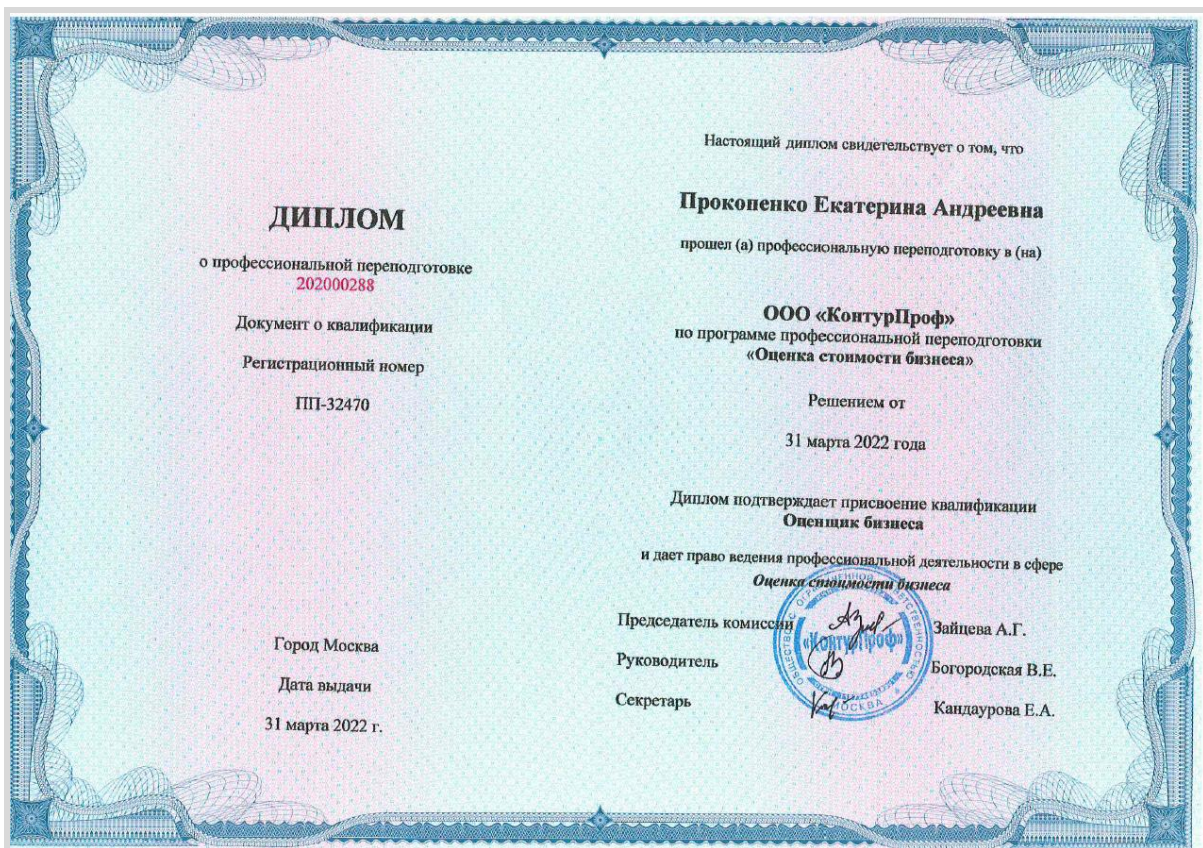 ДИПЛОМ
о профессиональной переподготовке
202000288
Документ о квалификации
Регистрационный номер
ПП-32470
Город Москва
Дата выдачи
31 марта 2022 г.
Настоящий диплом свидетельствует о том, что
Прокопенко Екатерина Андреевна
прошел (а) профессиональную переподготовку в (на)
ООО «КонтурПроф»
по программе профессиональной переподготовки
«Оценка стоимости бизнеса»
Решением от
31 марта 2022 года
Диплом подтверждает присвоение квалификации
Оценщик бизнеса
и дает право ведения профессиональной деятельности в сфере
Оценка стоимости бизнеса
Председатель комиссии Зайцева А.Г.
Руководитель Богородская В.Е.
Секретарь Кандаурова Е.А.
ОБЩЕСТВО С ОГРАНИЧЕННОЙ ОТВЕТСТВЕННОСТЬЮ
«КонтурПроф»
МОСКВА